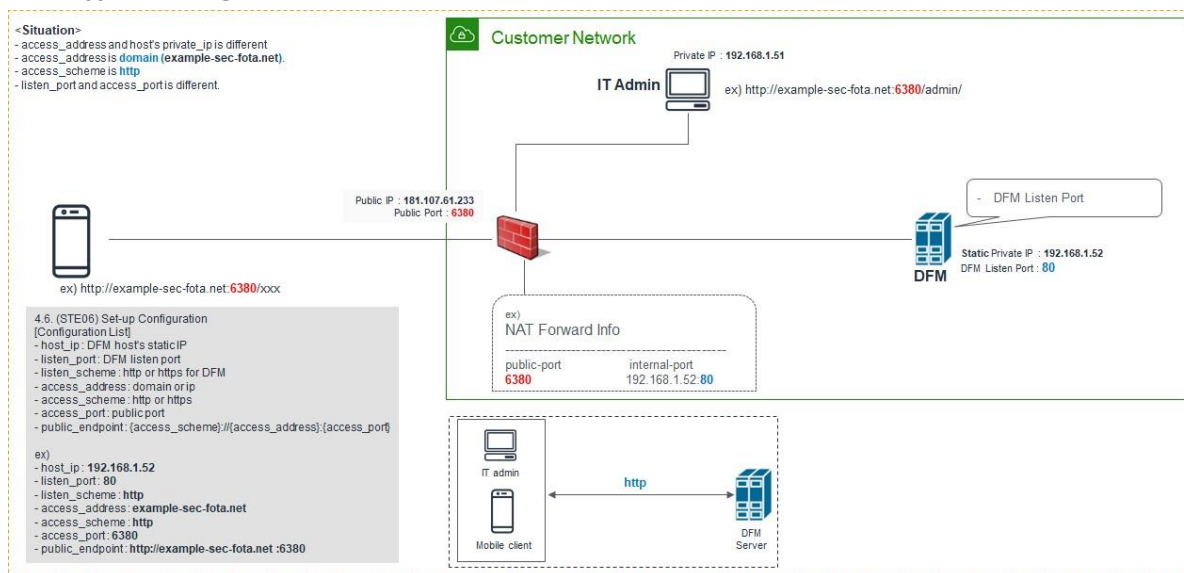 <Situation>
- access_address and host's private_ip is different
- access_address is domain (example-sec-fota.net).
- access_scheme is http
- listen_port and access_port is different.
Customer Network
Private IP : 192.168.1.51
IT Admin
ex) http://example-sec-fota.net:6380/admin/
Public IP : 181.107.61.233
Public Port : 6380
- DFM Listen Port
Static Private IP : 192.168.1.52
DFM Listen Port : 80
DFM
ex) http://example-sec-fota.net:6380/xxx
ex)
NAT Forward Info
public-port internal-port
6380 192.168.1.52:80
4.6. (STE06) Set-up Configuration
[Configuration List]
- host_ip: DFM host's static IP
- listen_port: DFM listen port
- listen_scheme: http or https for DFM
- access_address: domain or ip
- access_scheme: http or https
- access_port: public port
- public_endpoint: {access_scheme}://{access_address}:{access_port}
ex)
- host_ip: 192.168.1.52
- listen_port: 80
- listen_scheme: http
- access_address: example-sec-fota.net
- access_scheme: http
- access_port: 6380
- public_endpoint: http://example-sec-fota.net :6380
IT admin
http
Mobile client
DFM
Server